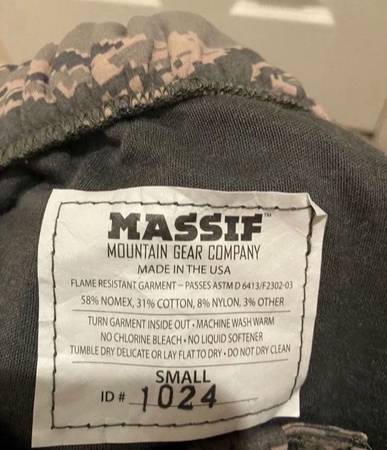 MASSIF™
MOUNTAIN GEAR COMPANY
MADE IN THE USA
FLAME RESISTANT GARMENT – PASSES ASTM D 6413/F2302-03
58% NOMEX, 31% COTTON, 8% NYLON, 3% OTHER
TURN GARMENT INSIDE OUT • MACHINE WASH WARM
NO CHLORINE BLEACH • NO LIQUID SOFTENER
TUMBLE DRY DELICATE OR LAY FLAT TO DRY • DO NOT DRY CLEAN
SMALL
ID # 1024